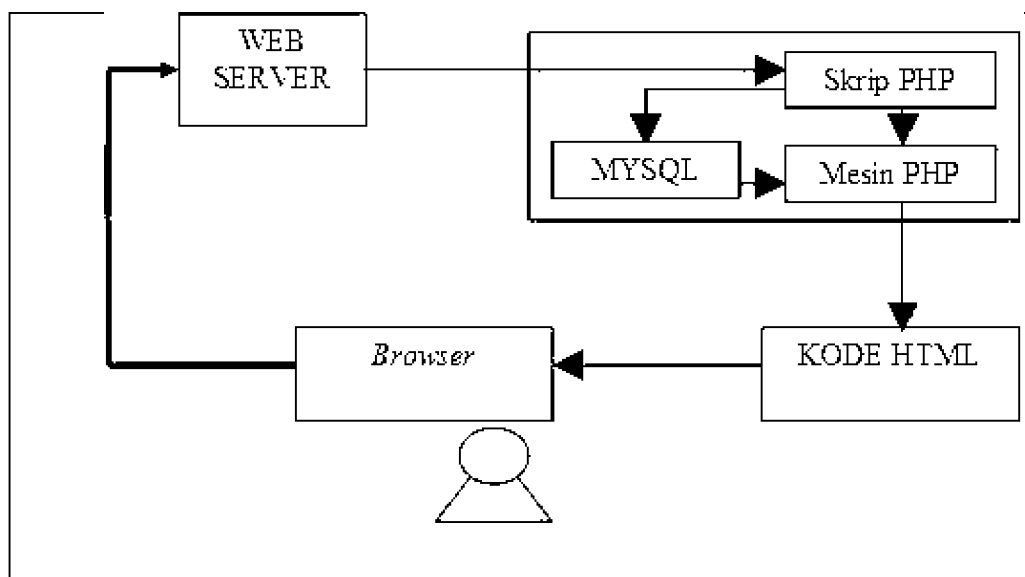 WEB
SERVER
Skrip PHP
MYSQL
Mesin PHP
Browser
KODE HTML